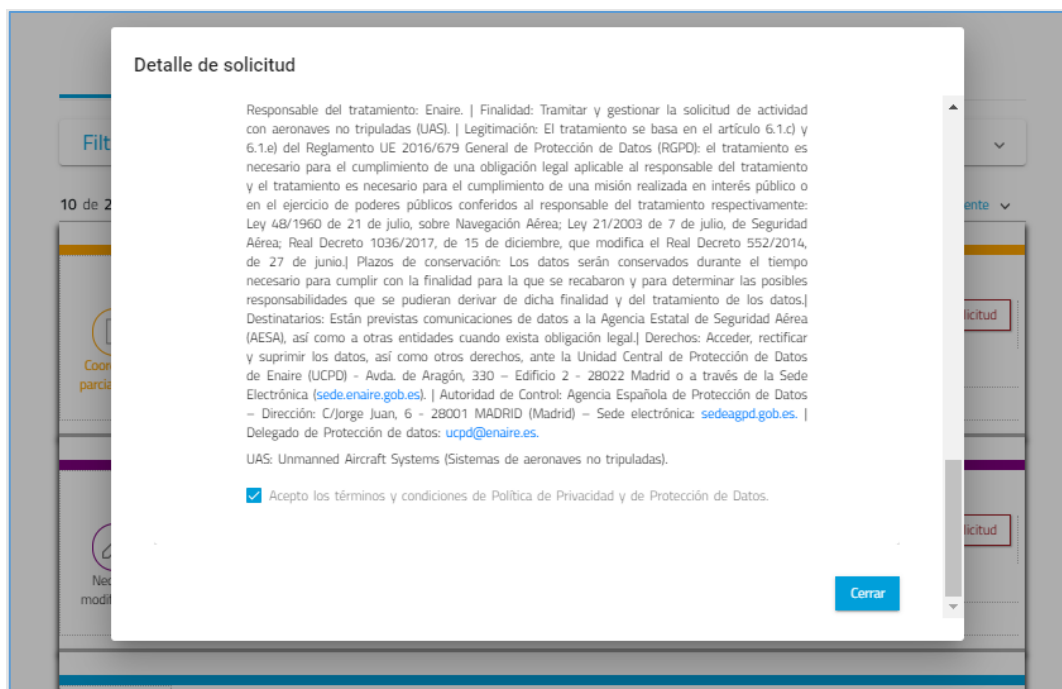 Detalle de solicitud
Responsable del tratamiento: Enaire. | Finalidad: Tramitar y gestionar la solicitud de actividad
con aeronaves no tripuladas (UAS). | Legitimación: El tratamiento se basa en el artículo 6.1.c) y
6.1.e) del Reglamento UE 2016/679 General de Protección de Datos (RGPD): el tratamiento es
necesario para el cumplimiento de una obligación legal aplicable al responsable del tratamiento
y el tratamiento es necesario para el cumplimiento de una misión realizada en interés público o
en el ejercicio de poderes públicos conferidos al responsable del tratamiento respectivamente:
Ley 48/1960 de 21 de julio, sobre Navegación Aérea; Ley 21/2003 de 7 de julio, de Seguridad
Aérea; Real Decreto 1036/2017, de 15 de diciembre, que modifica el Real Decreto 552/2014,
de 27 de junio.| Plazos de conservación: Los datos serán conservados durante el tiempo
necesario para cumplir con la finalidad para la que se recabaron y para determinar las posibles
responsabilidades que se pudieran derivar de dicha finalidad y del tratamiento de los datos.|
Destinatarios: Están previstas comunicaciones de datos a la Agencia Estatal de Seguridad Aérea
(AESA), así como a otras entidades cuando exista obligación legal.| Derechos: Acceder, rectificar
y suprimir los datos, así como otros derechos, ante la Unidad Central de Protección de Datos
de Enaire (UCPD) - Avda. de Aragón, 330 – Edificio 2 - 28022 Madrid o a través de la Sede
Electrónica (sede.enaire.gob.es). | Autoridad de Control: Agencia Española de Protección de Datos
– Dirección: C/Jorge Juan, 6 - 28001 MADRID (Madrid) – Sede electrónica: sedeagpd.gob.es. |
Delegado de Protección de datos: ucpd@enaire.es.
UAS: Unmanned Aircraft Systems (Sistemas de aeronaves no tripuladas).
Acepto los términos y condiciones de Política de Privacidad y de Protección de Datos.
Cerrar
Filt
10 de 2
ente
licitud
Coor
parcia
licitud
Nec
modif